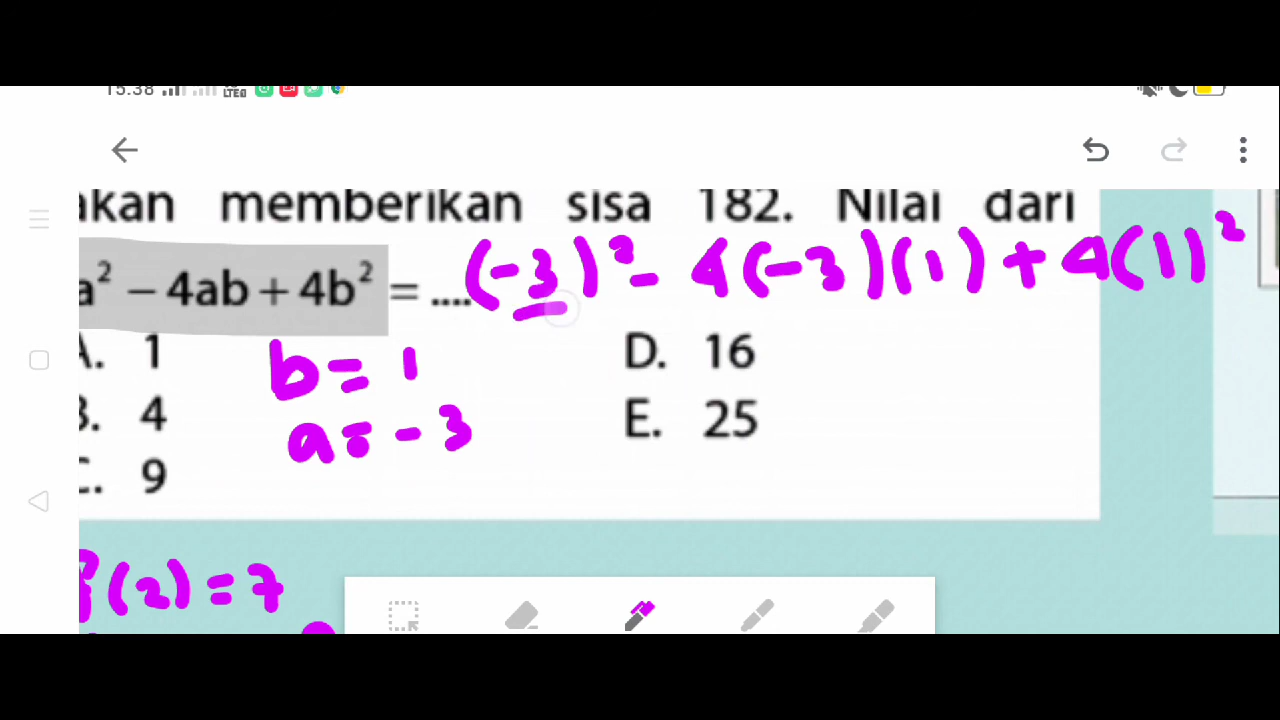 15.38
akan memberikan sisa 182. Nilai dari
a² − 4ab + 4b² = .... (-3)² - 4(-3)(1) + 4(1)²
A. 1
B. 4
C. 9
D. 16
E. 25
b = 1
a = -3
f(2) = 7